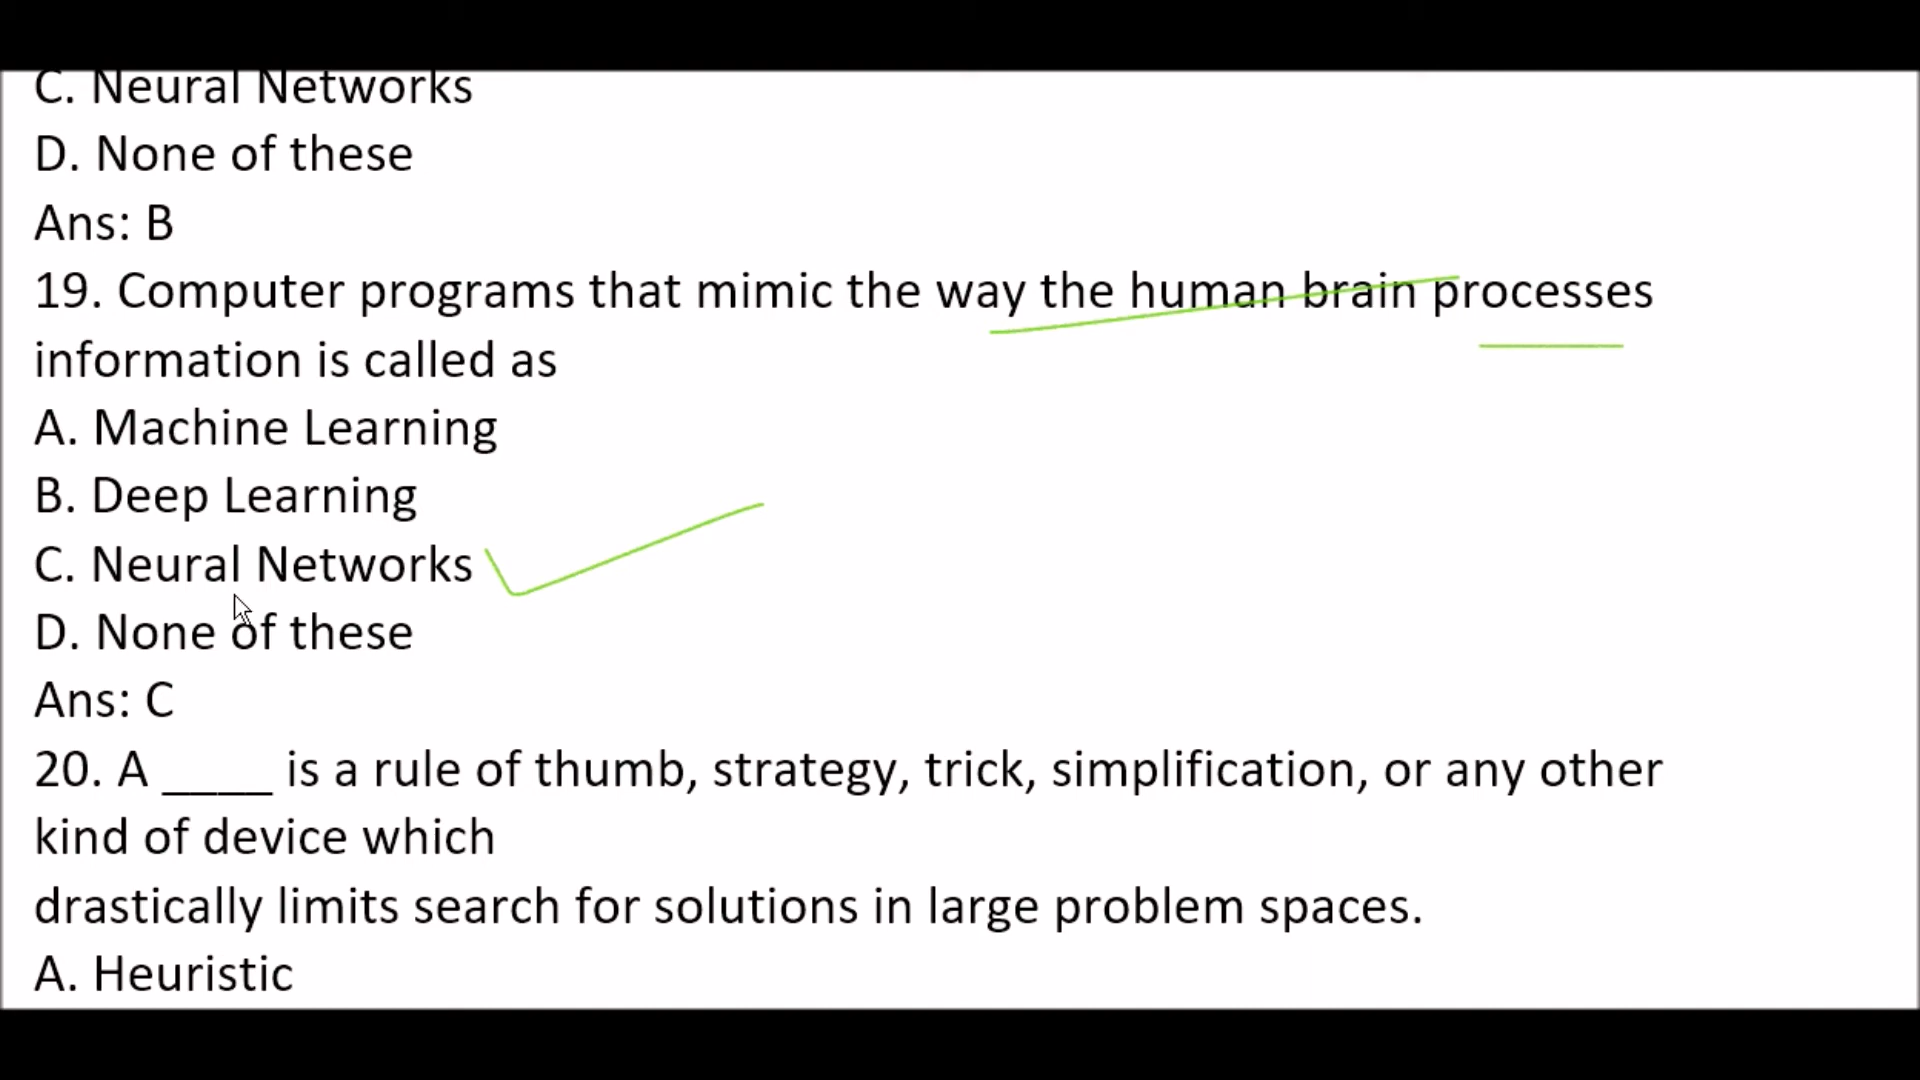 C. Neural Networks
D. None of these
Ans: B
19. Computer programs that mimic the way the human brain processes
information is called as
A. Machine Learning
B. Deep Learning
C. Neural Networks
D. None of these
Ans: C
20. A ____ is a rule of thumb, strategy, trick, simplification, or any other
kind of device which
drastically limits search for solutions in large problem spaces.
A. Heuristic